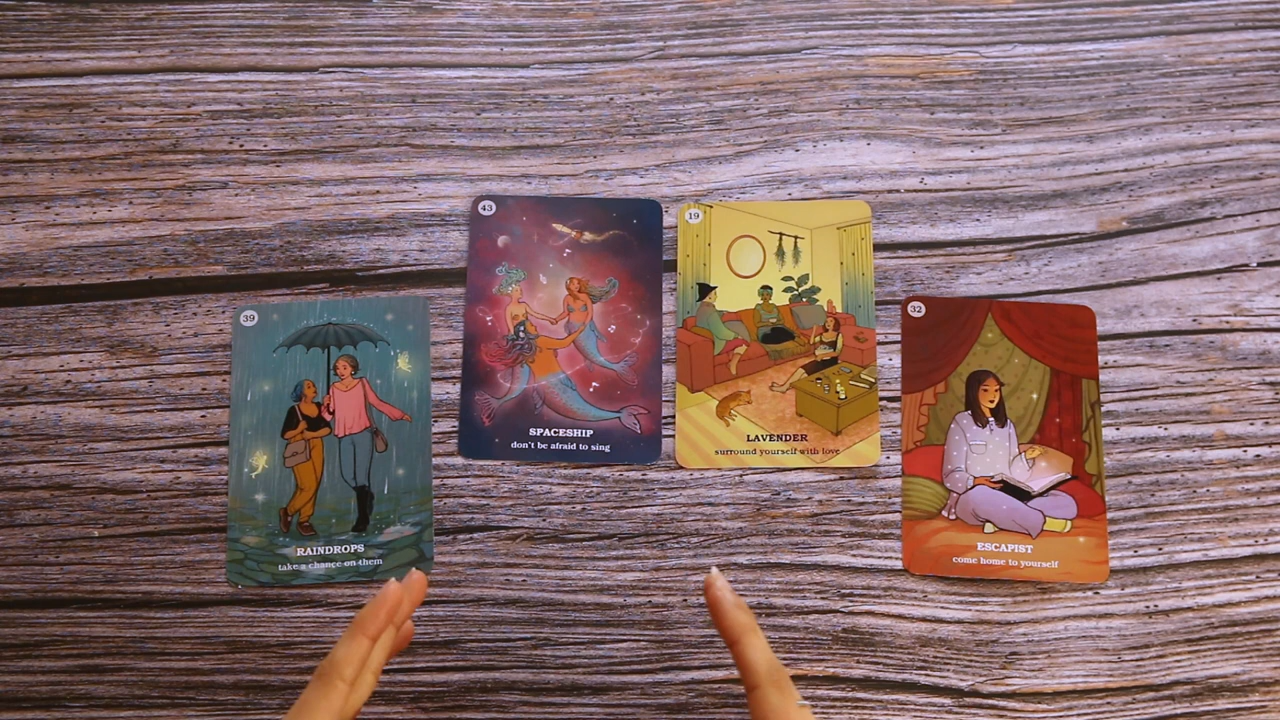 39
RAINDROPS
take a chance on them
43
SPACESHIP
don't be afraid to sing
19
LAVENDER
surround yourself with love
32
ESCAPIST
come home to yourself